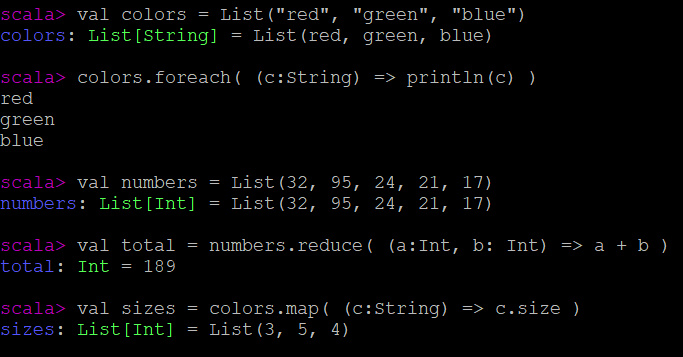 scala> val colors = List("red", "green", "blue")
colors: List[String] = List(red, green, blue)
scala> colors.foreach( (c:String) => println(c) )
red
green
blue
scala> val numbers = List(32, 95, 24, 21, 17)
numbers: List[Int] = List(32, 95, 24, 21, 17)
scala> val total = numbers.reduce( (a:Int, b: Int) => a + b )
total: Int = 189
scala> val sizes = colors.map( (c:String) => c.size )
sizes: List[Int] = List(3, 5, 4)